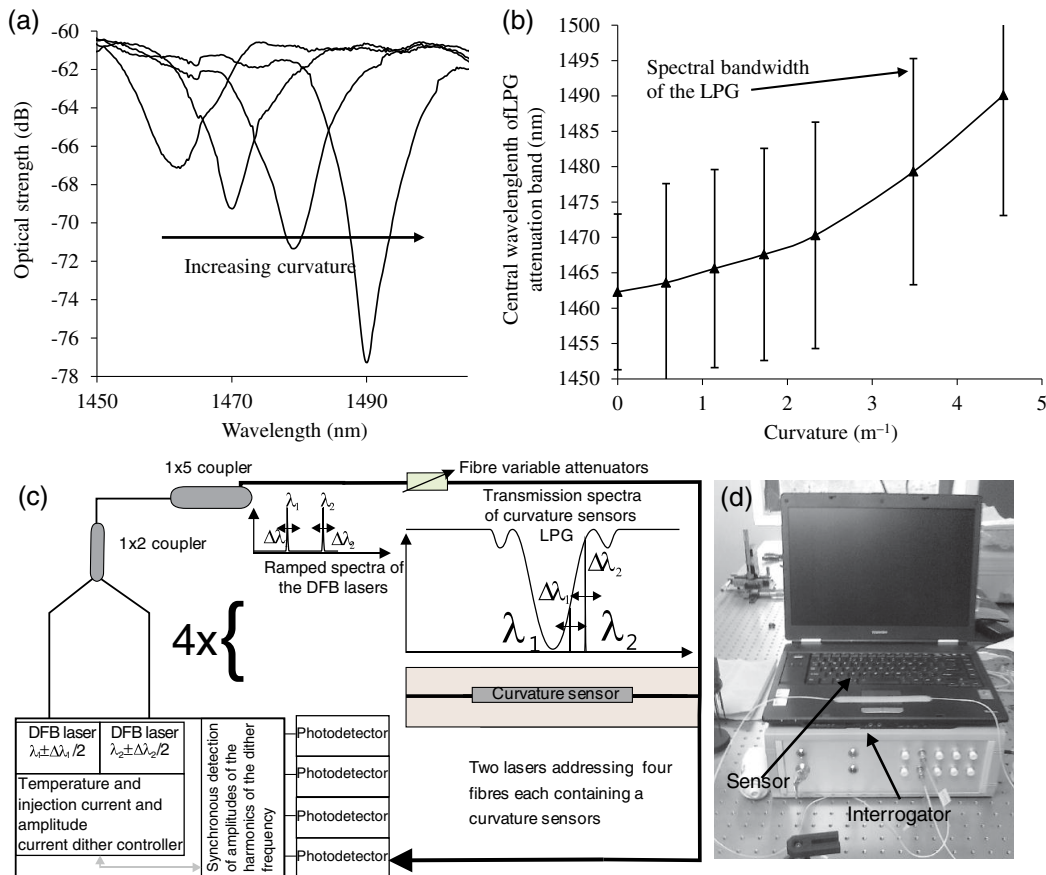 (a)
-60
-62
-64
-66
-68
-70
-72
-74
-76
-78
Optical strength (dB)
Increasing curvature
1450
1470
1490
Wavelength (nm)
(b)
1500
1495
1490
1485
1480
1475
1470
1465
1460
1455
1450
Central wavelenglth ofLPG
attenuation band (nm)
Spectral bandwidth
of the LPG
0
1
2
3
4
5
Curvature (m⁻¹)
(c)
1x5 coupler
1x2 coupler
λ₁
λ₂
Δλ₁
Δλ₂
Ramped spectra of
the DFB lasers
Fibre variable attenuators
Transmission spectra
of curvature sensors
LPG
Δλ₂
Δλ₁
λ₁
λ₂
4x{
Curvature sensor
DFB laser
λ₁±Δλ₁/2
DFB laser
λ₂±Δλ₂/2
Temperature and
injection current and
amplitude
current dither controller
Synchronous detection
of amplitudes of the
harmonics of the dither
frequency
Photodetector
Photodetector
Photodetector
Photodetector
Two lasers addressing four
fibres each containing a
curvature sensors
(d)
Sensor
Interrogator